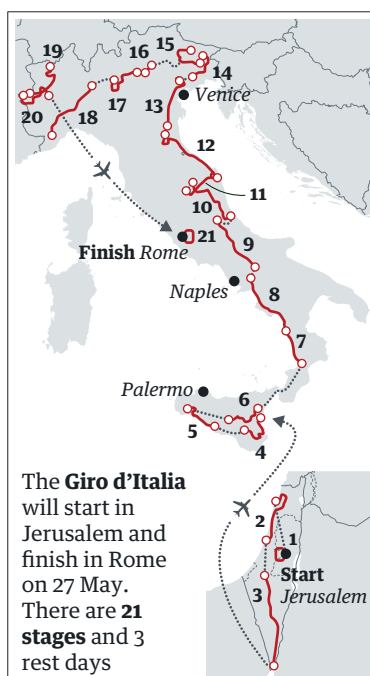 19
15
16
14
20
17
13
18
Venice
12
11
10
21
9
Finish Rome
Naples
8
7
Palermo
6
5
4
The Giro d’Italia
will start in
Jerusalem and
finish in Rome
on 27 May.
There are 21
stages and 3
rest days
2
1
Start
3
Jerusalem